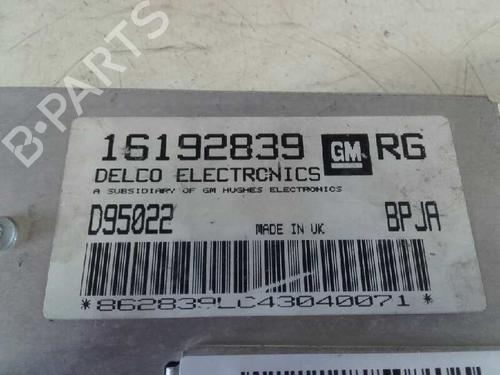 B-PARTS
16192839 GM RG
DELCO ELECTRONICS
A SUBSIDIARY OF GM HUGHES ELECTRONICS
D95022 MADE IN UK BPJA
*862839LC43040071*